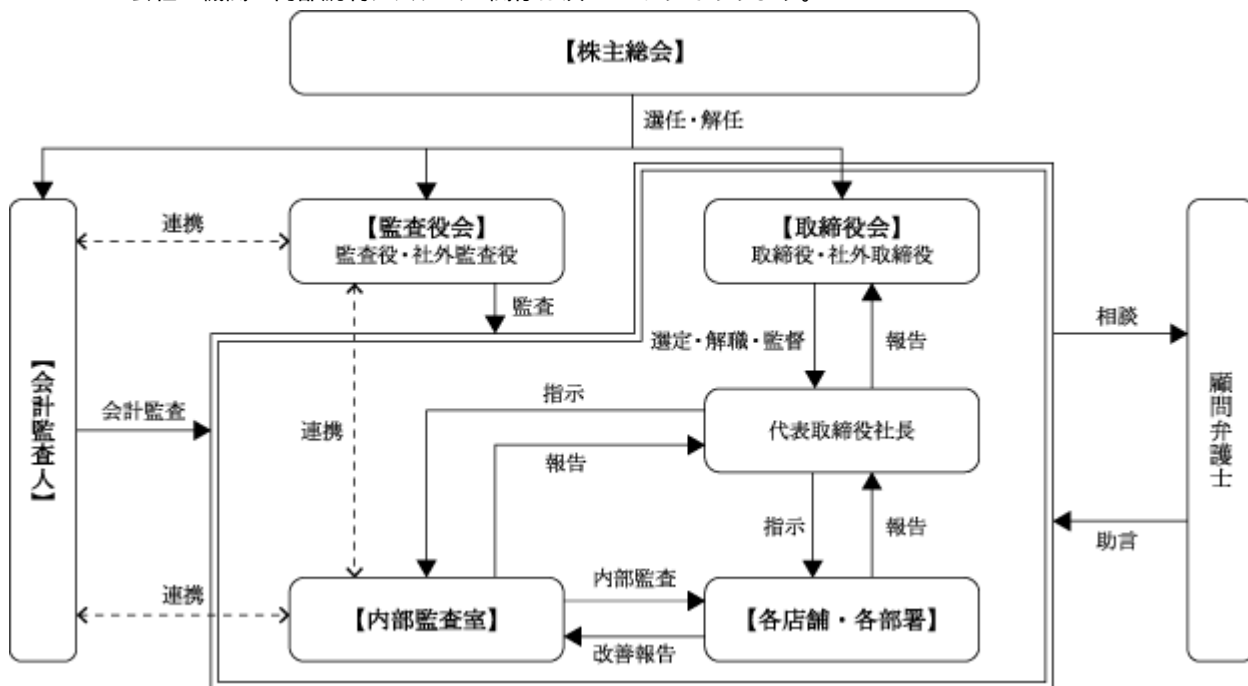 【株主総会】
選任・解任
連携
【監査役会】
監査役・社外監査役
【取締役会】
取締役・社外取締役
監査
選定・解職・監督
報告
相談
【会計監査人】
会計監査
連携
指示
報告
代表取締役社長
顧問弁護士
指示
報告
助言
連携
【内部監査室】
内部監査
改善報告
【各店舗・各部署】